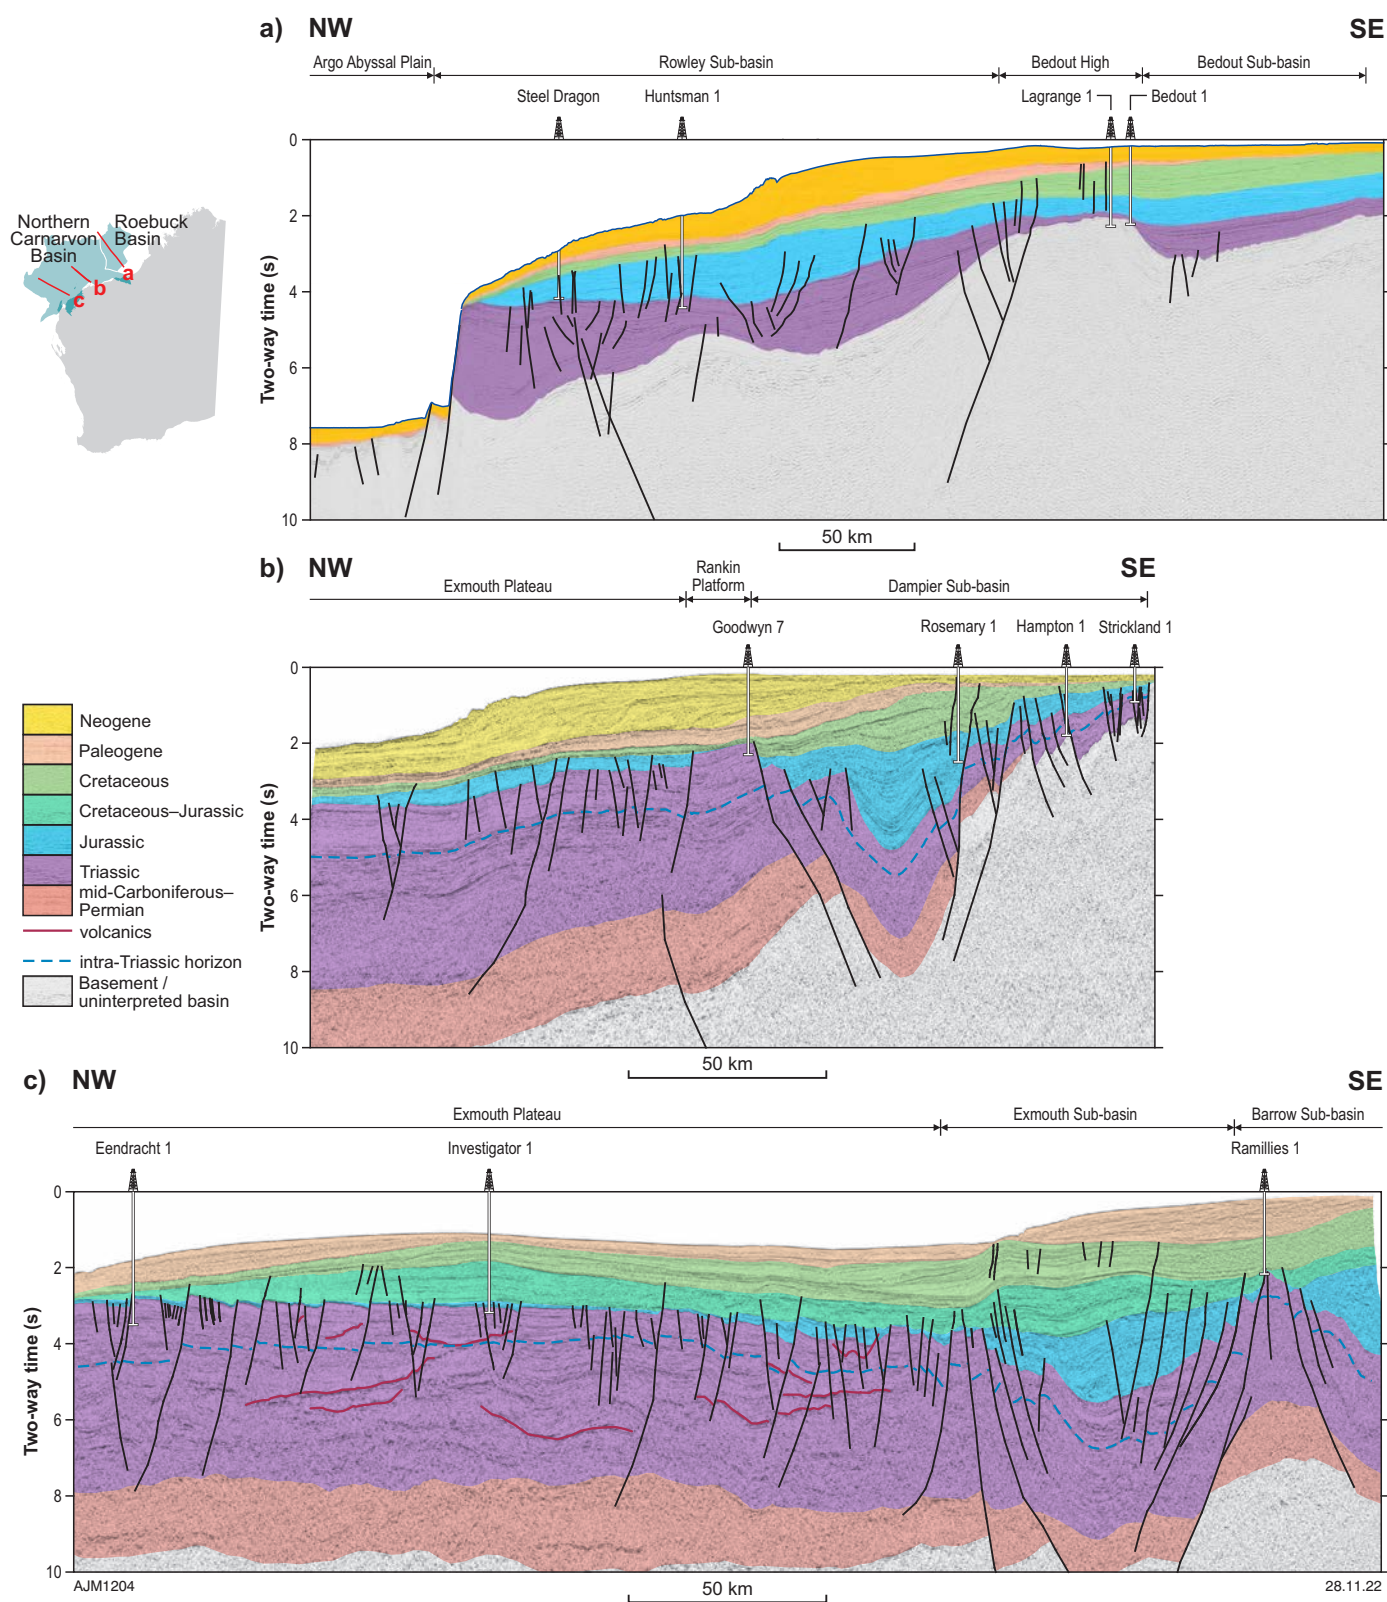 a) NW SE
Argo Abyssal Plain Rowley Sub-basin Bedout High Bedout Sub-basin
Steel Dragon Huntsman 1 Lagrange 1 Bedout 1
0
2
4
6
8
10
Two-way time (s)
50 km
Northern
Carnarvon
Basin
Roebuck
Basin
a
b
c
b) NW SE
Exmouth Plateau Rankin
Platform Dampier Sub-basin
Goodwyn 7 Rosemary 1 Hampton 1 Strickland 1
0
2
4
6
8
10
Two-way time (s)
50 km
Neogene
Paleogene
Cretaceous
Cretaceous–Jurassic
Jurassic
Triassic
mid-Carboniferous–
Permian
volcanics
intra-Triassic horizon
Basement /
uninterpreted basin
c) NW SE
Exmouth Plateau Exmouth Sub-basin Barrow Sub-basin
Eendracht 1 Investigator 1 Ramillies 1
0
2
4
6
8
10
Two-way time (s)
AJM1204 50 km 28.11.22